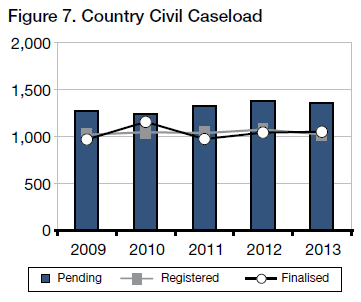 Figure 7. Country Civil Caseload
2,000
1,500
1,000
500
0
2009 2010 2011 2012 2013
Pending Registered Finalised